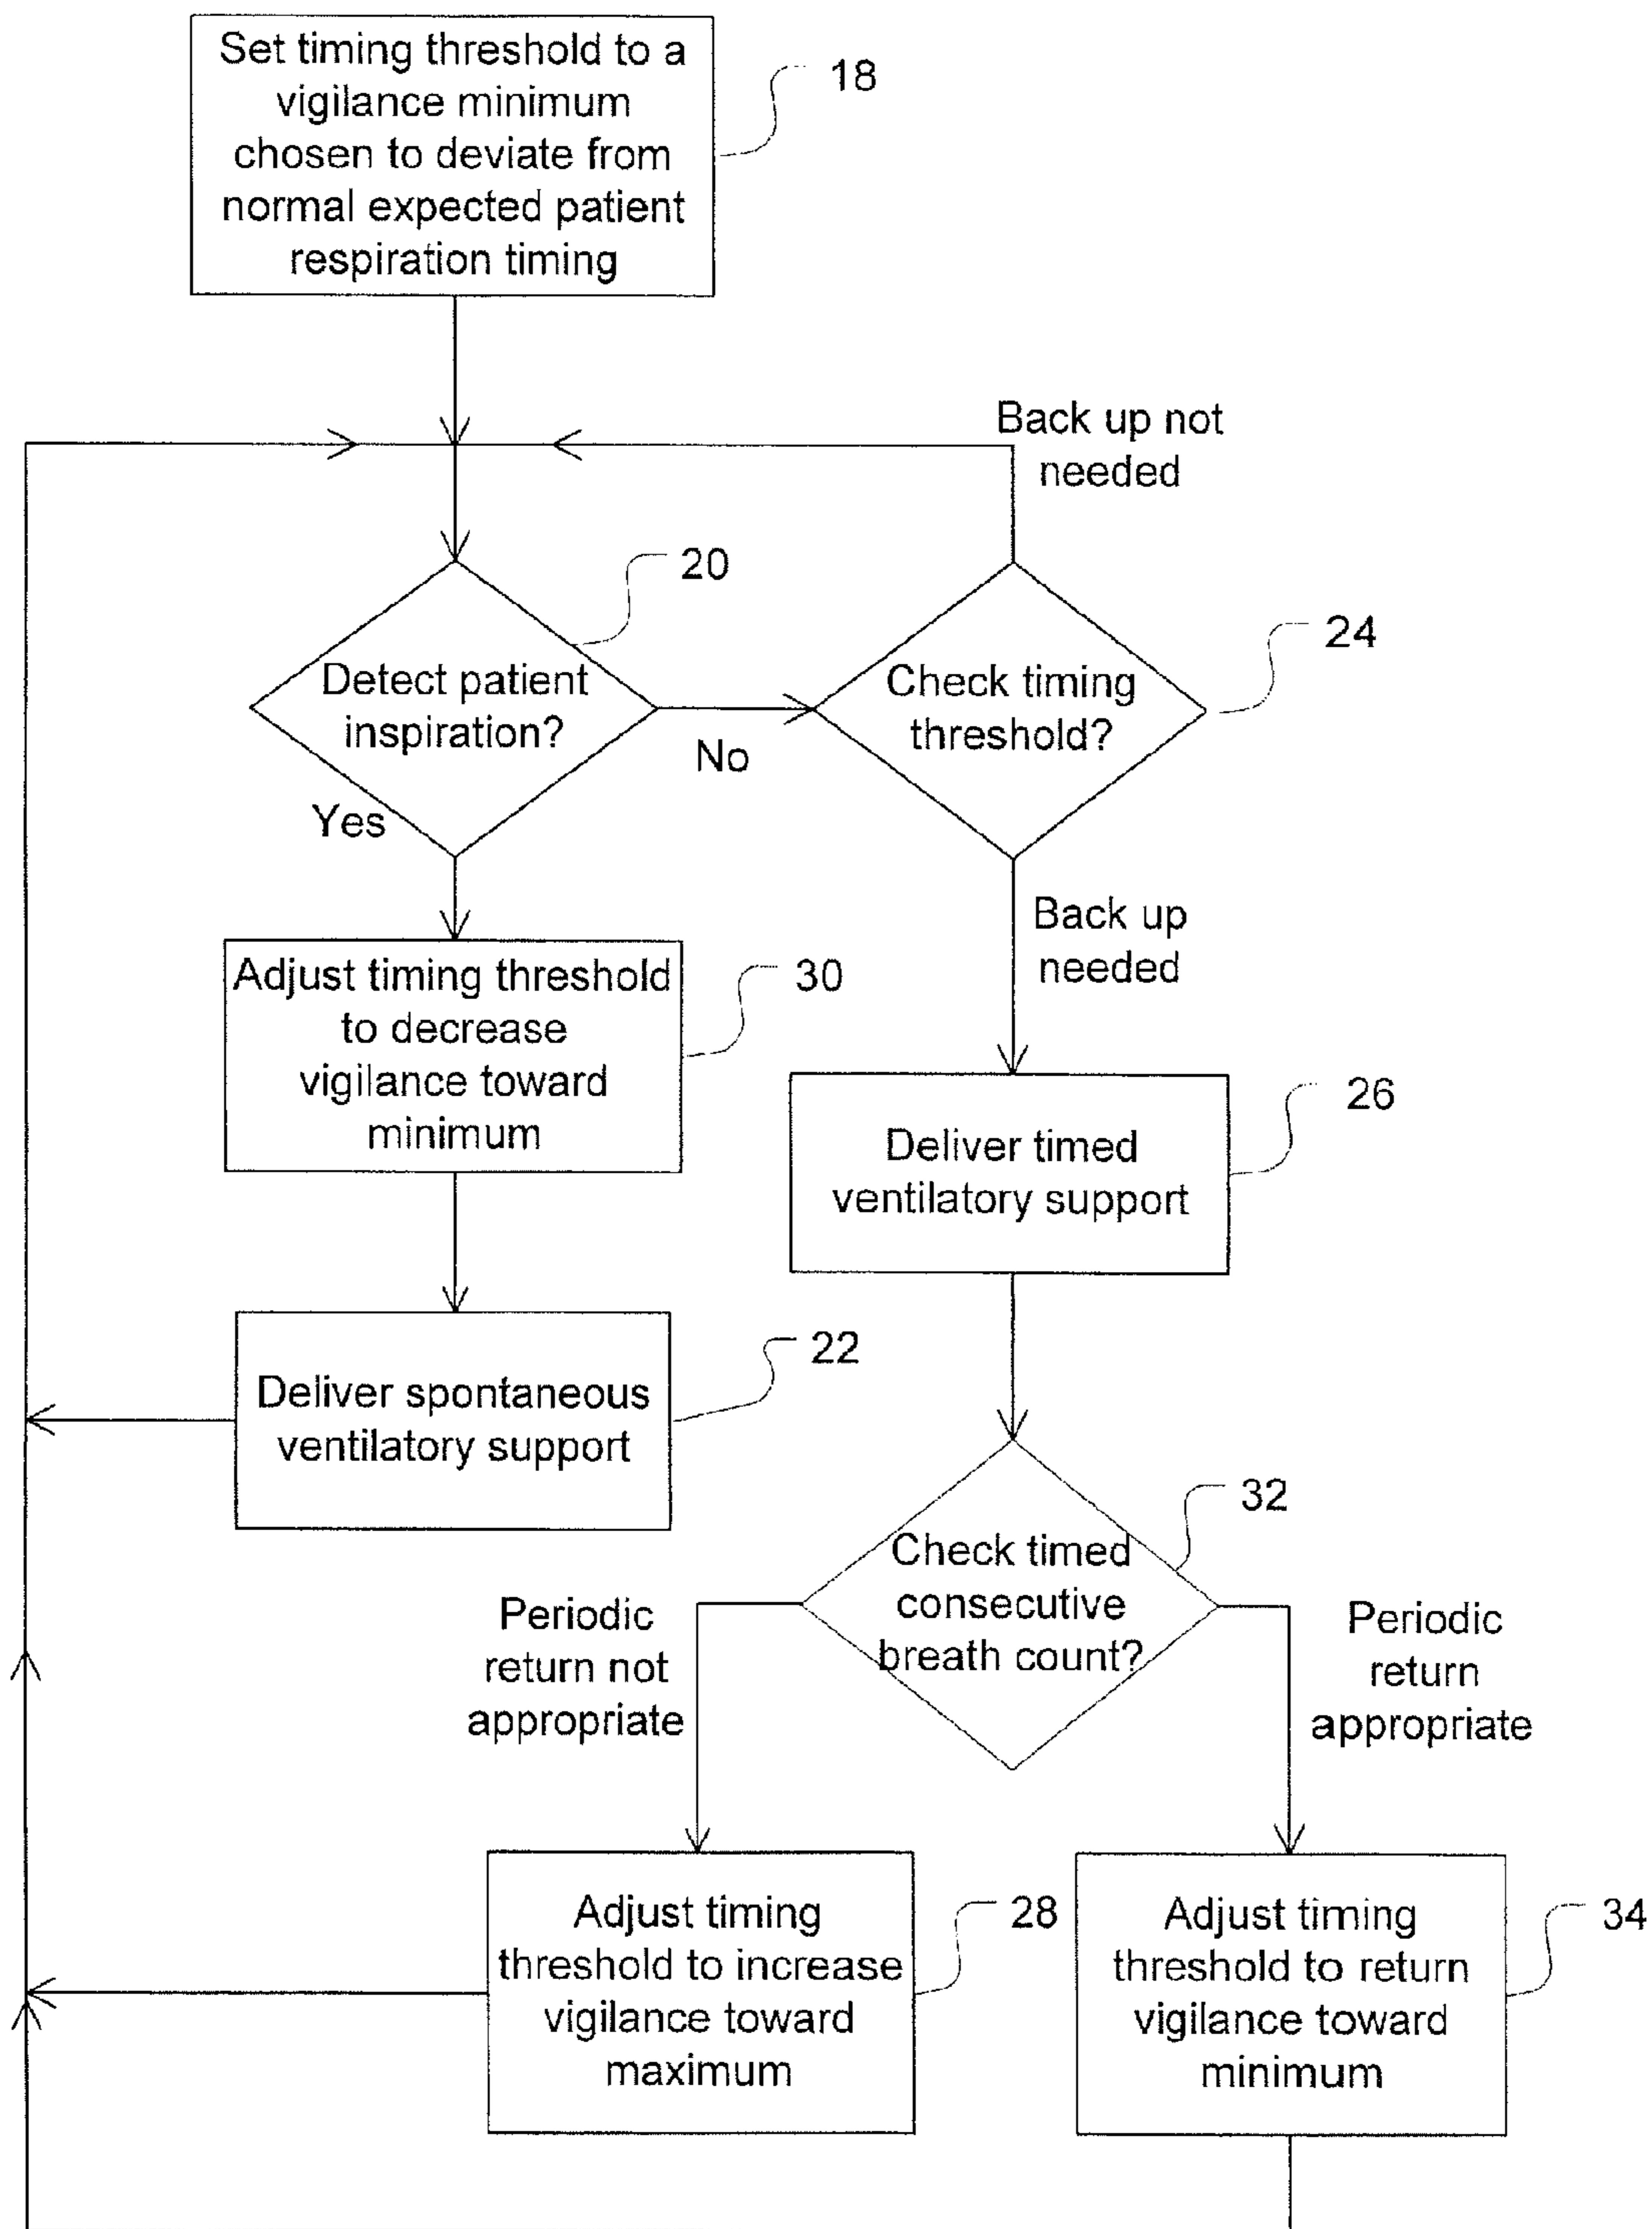 Set timing threshold to a
vigilance minimum
chosen to deviate from
normal expected patient
respiration timing
18
Back up not
needed
20
24
Detect patient
inspiration?
Check timing
threshold?
No
Yes
Back up
needed
Adjust timing threshold
to decrease
vigilance toward
minimum
30
26
Deliver timed
ventilatory support
22
Deliver spontaneous
ventilatory support
32
Check timed
consecutive
breath count?
Periodic
return not
appropriate
Periodic
return
appropriate
Adjust timing
threshold to increase
vigilance toward
maximum
28
Adjust timing
threshold to return
vigilance toward
minimum
34